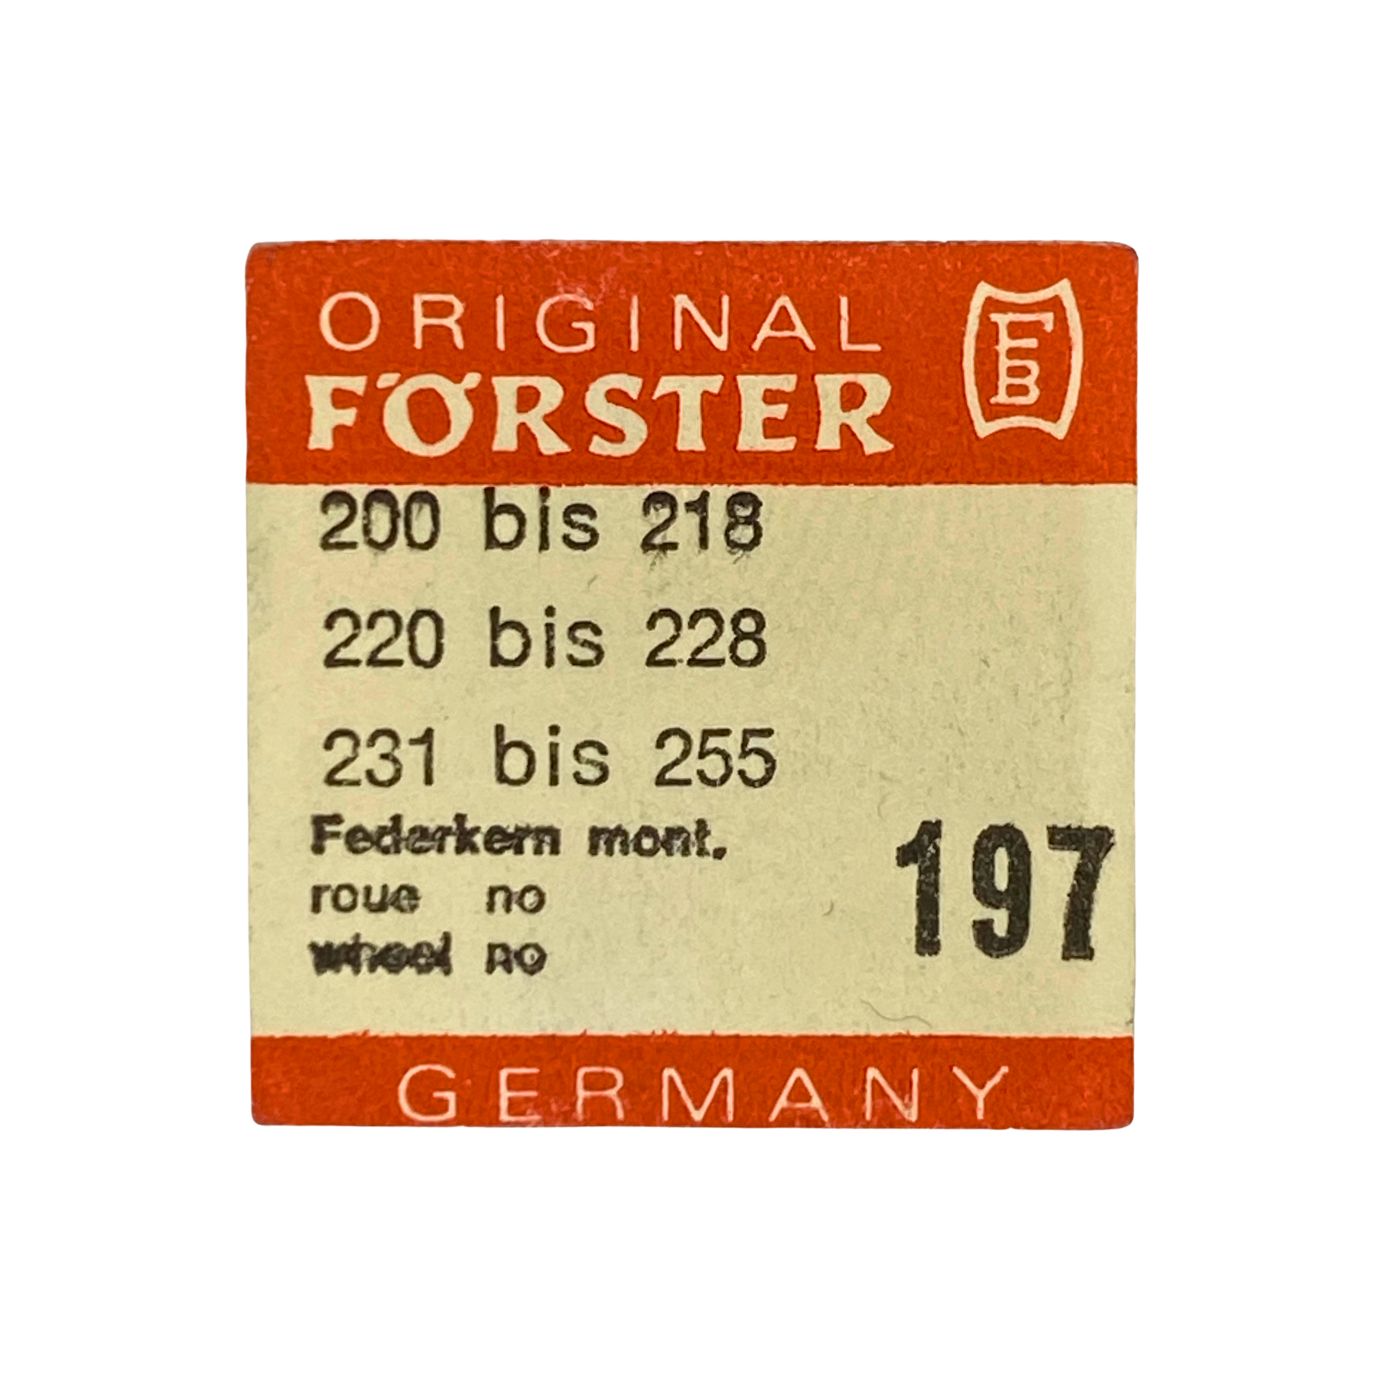 ORIGINAL
FÖRSTER
FB
200 bis 218
220 bis 228
231 bis 255
Federkern mont.
roue no
wheel no
197
GERMANY